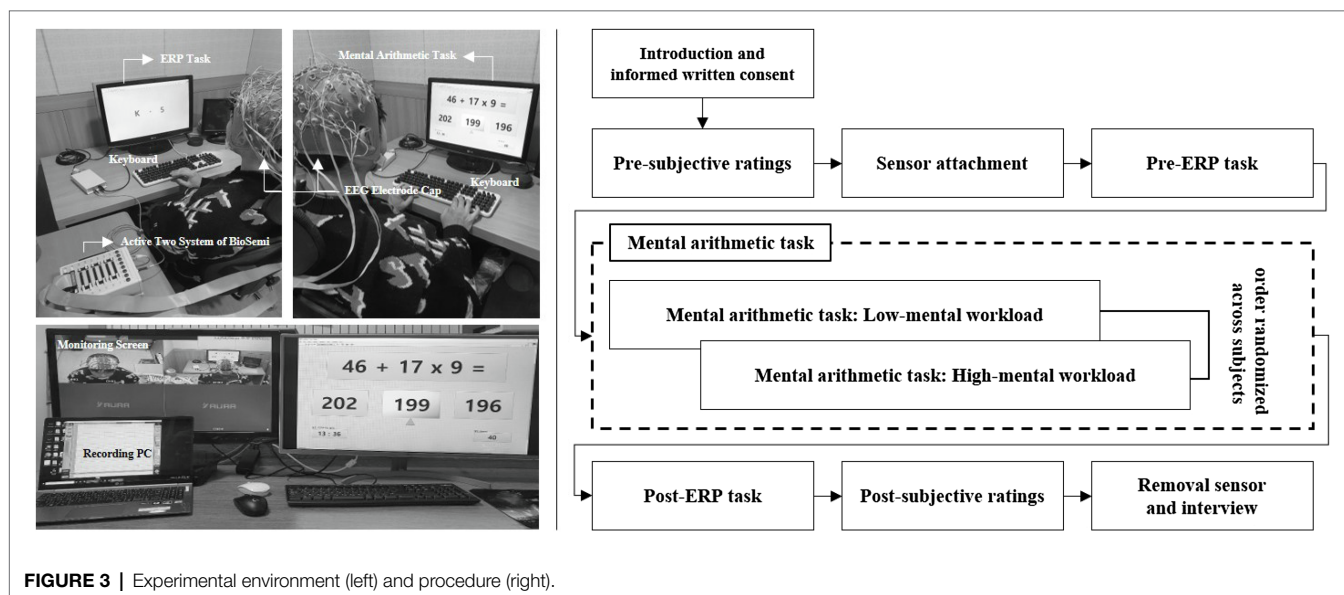 ERP Task
K - 5
Keyboard
Active Two System of BioSemi
Mental Arithmetic Task
46 + 17 x 9 =
202 199 196
Keyboard
EEG Electrode Cap
Monitoring Screen
Recording PC
46 + 17 x 9 =
202 199 196
40
Introduction and
informed written consent
Pre-subjective ratings
Sensor attachment
Pre-ERP task
Mental arithmetic task
Mental arithmetic task: Low-mental workload
Mental arithmetic task: High-mental workload
order randomized
across subjects
Post-ERP task
Post-subjective ratings
Removal sensor
and interview
FIGURE 3 | Experimental environment (left) and procedure (right).